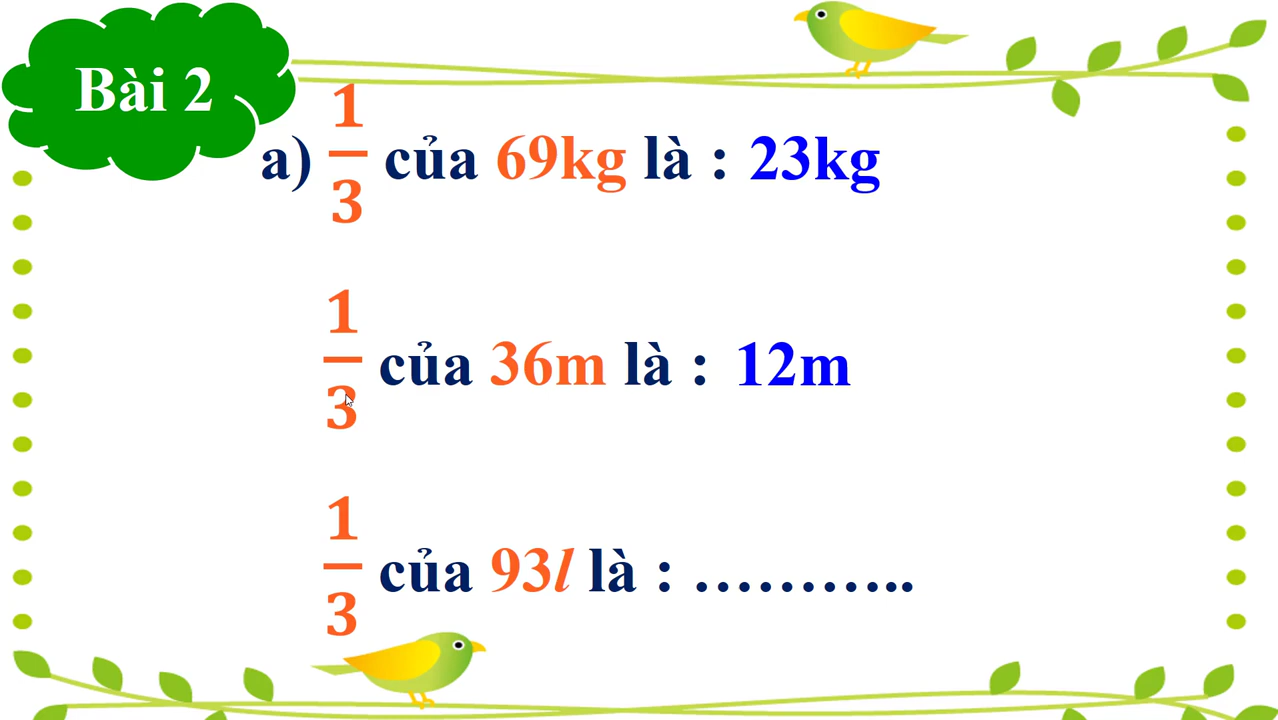 Bài 2
a) 1/3 của 69kg là : 23kg
1/3 của 36m là : 12m
1/3 của 93l là : ………..